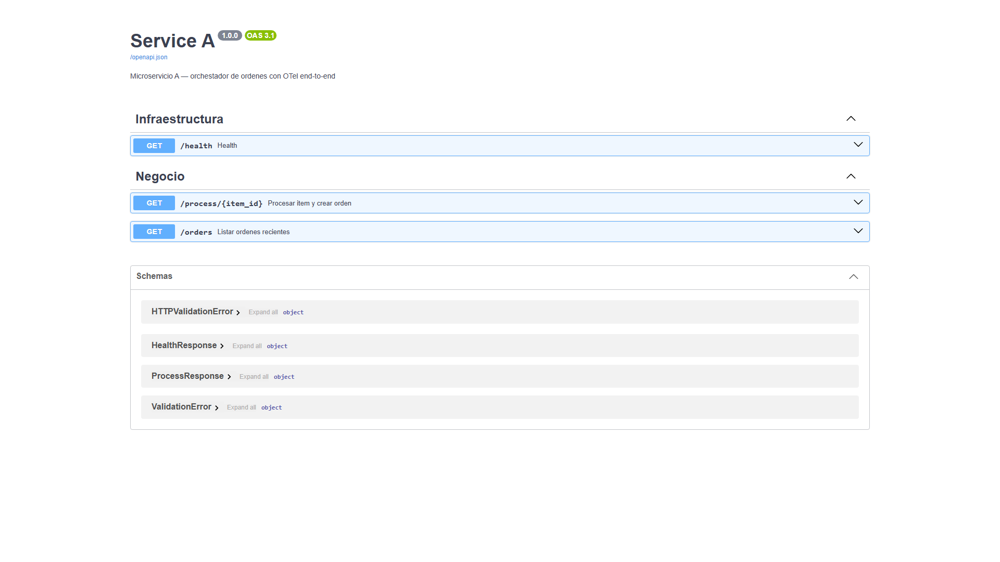 Service A 1.0.0 OAS 3.1
/openapi.json
Microservicio A — orchestador de ordenes con OTel end-to-end
Infraestructura
GET /health Health
Negocio
GET /process/{item_id} Procesar item y crear orden
GET /orders Listar ordenes recientes
Schemas
HTTPValidationError Expand all object
HealthResponse Expand all object
ProcessResponse Expand all object
ValidationError Expand all object